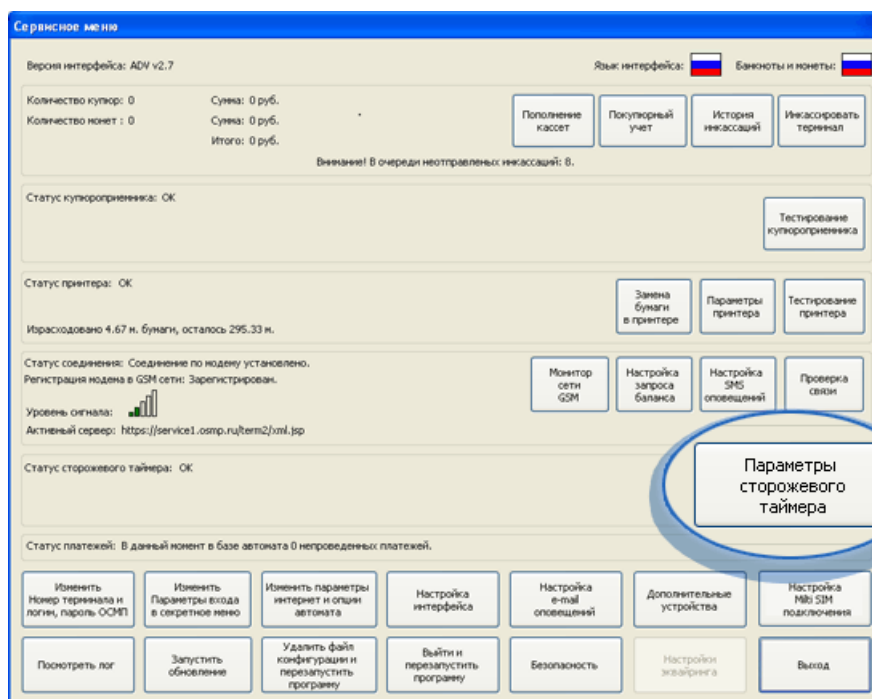 Сервисное меню
Версия интерфейса: ADV v2.7
Язык интерфейса:
Банкноты и монеты:
Количество купюр: 0
Сумма: 0 руб.
Количество монет : 0
Сумма: 0 руб.
Итого: 0 руб.
Пополнение
кассет
Покупюрный
учет
История
инкассаций
Инкассировать
терминал
Внимание! В очереди неотправленых инкассаций: 8.
Статус купюроприемника: ОК
Тестирование
купюроприемника
Статус принтера: ОК
Замена
бумаги
в принтере
Параметры
принтера
Тестирование
принтера
Израсходовано 4.67 м. бумаги, осталось 295.33 м.
Статус соединения: Соединение по модему установлено.
Регистрация модема в GSM сети: Зарегистрирован.
Уровень сигнала:
Активный сервер: https://service1.osmp.ru/term2/xml.jsp
Монитор
сети
GSM
Настройка
запроса
баланса
Настройка
SMS
оповещений
Проверка
связи
Статус сторожевого таймера: ОК
Параметры
сторожевого
таймера
Статус платежей: В данный момент в базе автомата 0 непроведенных платежей.
Изменить
Номер терминала и
логин, пароль ОСМП
Изменить
Параметры входа
в секретное меню
Изменить параметры
интернет и опции
автомата
Настройка
интерфейса
Настройка
e-mail
оповещений
Дополнительные
устройства
Настройка
Milti SIM
подключения
Посмотреть лог
Запустить
обновление
Удалить файл
конфигурации и
перезапустить
программу
Выйти и
перезапустить
программу
Безопасность
Настройки
эквайринга
Выход